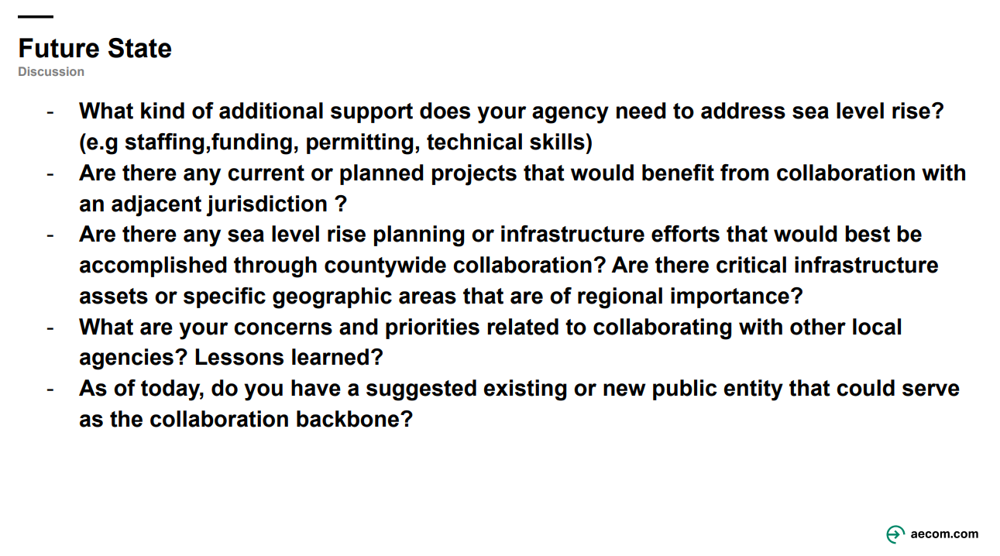 Future State
Discussion
- What kind of additional support does your agency need to address sea level rise?
(e.g staffing,funding, permitting, technical skills)
- Are there any current or planned projects that would benefit from collaboration with
an adjacent jurisdiction ?
- Are there any sea level rise planning or infrastructure efforts that would best be
accomplished through countywide collaboration? Are there critical infrastructure
assets or specific geographic areas that are of regional importance?
- What are your concerns and priorities related to collaborating with other local
agencies? Lessons learned?
- As of today, do you have a suggested existing or new public entity that could serve
as the collaboration backbone?
aecom.com